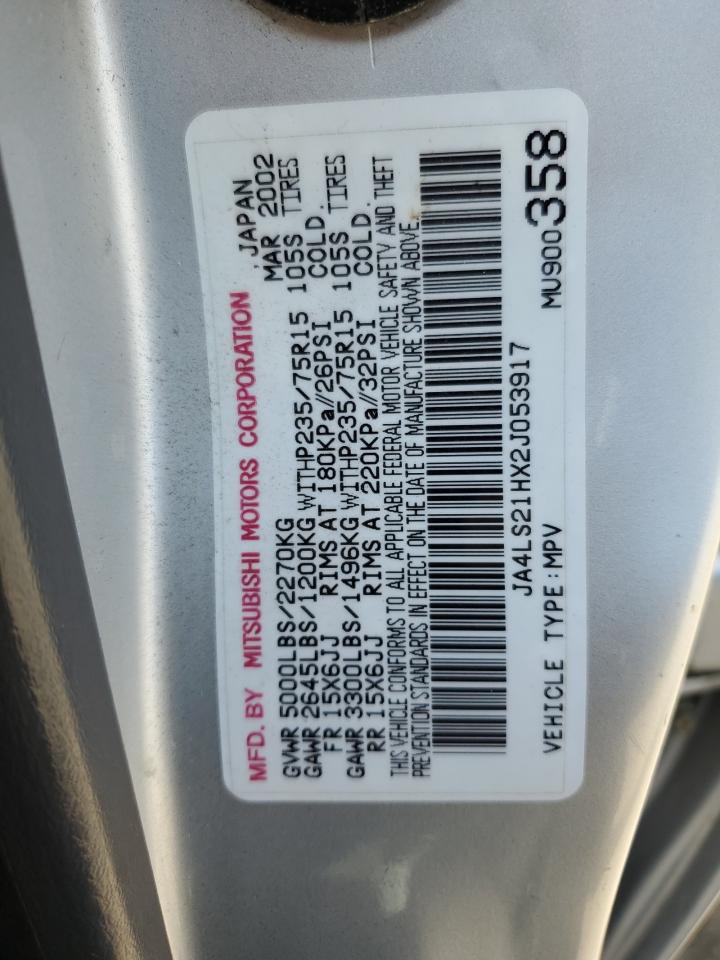 MFD. BY MITSUBISHI MOTORS CORPORATION , JAPAN
GVWR 5000LBS/2270KG MAR 2002
GAWR 2645LBS/1200KG WITHP235/75R15 105S TIRES
FR 15X6JJ RIMS AT 180KPa//26PSI COLD.
GAWR 3300LBS/1496KG WITHP235/75R15 105S TIRES
RR 15X6JJ RIMS AT 220KPa//32PSI COLD.
THIS VEHICLE CONFORMS TO ALL APPLICABLE FEDERAL MOTOR VEHICLE SAFETY AND THEFT
PREVENTION STANDARDS IN EFFECT ON THE DATE OF MANUFACTURE SHOWN ABOVE.
JA4LS21HX2J053917
VEHICLE TYPE:MPV MU900358